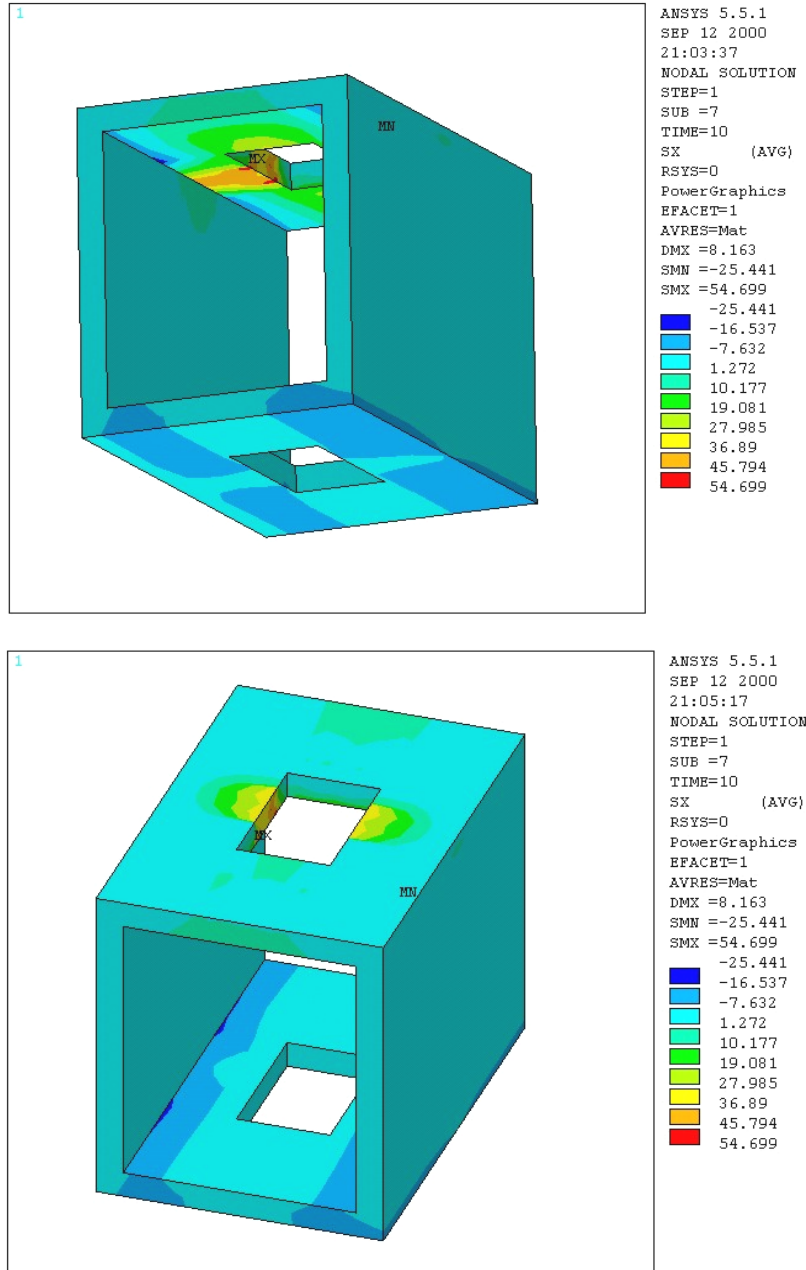 1
ANSYS 5.5.1
SEP 12 2000
21:03:37
NODAL SOLUTION
STEP=1
SUB =7
TIME=10
SX (AVG)
RSYS=0
PowerGraphics
EFACET=1
AVRES=Mat
DMX =8.163
SMN =-25.441
SMX =54.699
-25.441
-16.537
-7.632
1.272
10.177
19.081
27.985
36.89
45.794
54.699
MN
MX
1
ANSYS 5.5.1
SEP 12 2000
21:05:17
NODAL SOLUTION
STEP=1
SUB =7
TIME=10
SX (AVG)
RSYS=0
PowerGraphics
EFACET=1
AVRES=Mat
DMX =8.163
SMN =-25.441
SMX =54.699
-25.441
-16.537
-7.632
1.272
10.177
19.081
27.985
36.89
45.794
54.699
MX
MN